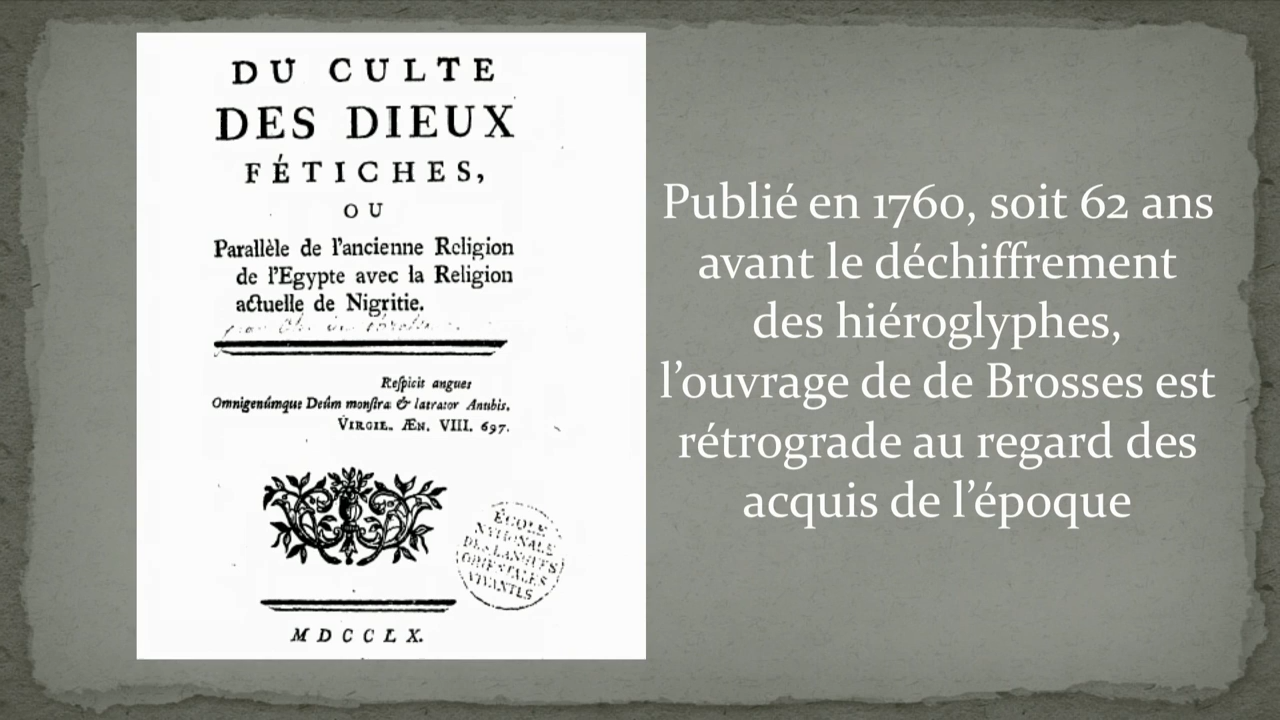 DU CULTE
DES DIEUX
FÉTICHES,
OU
Parallèle de l'ancienne Religion
de l'Egypte avec la Religion
actuelle de Nigritie.
Reſpicit angues
Omnigenúmque Deûm monſtra & latrator Anubis.
VIRGIL. ÆN. VIII. 697.
ÉCOLE
NATIONALE
DES LANGUES
ORIENTALES
VIVANTES
MDCCLX.
Publié en 1760, soit 62 ans
avant le déchiffrement
des hiéroglyphes,
l'ouvrage de de Brosses est
rétrograde au regard des
acquis de l'époque